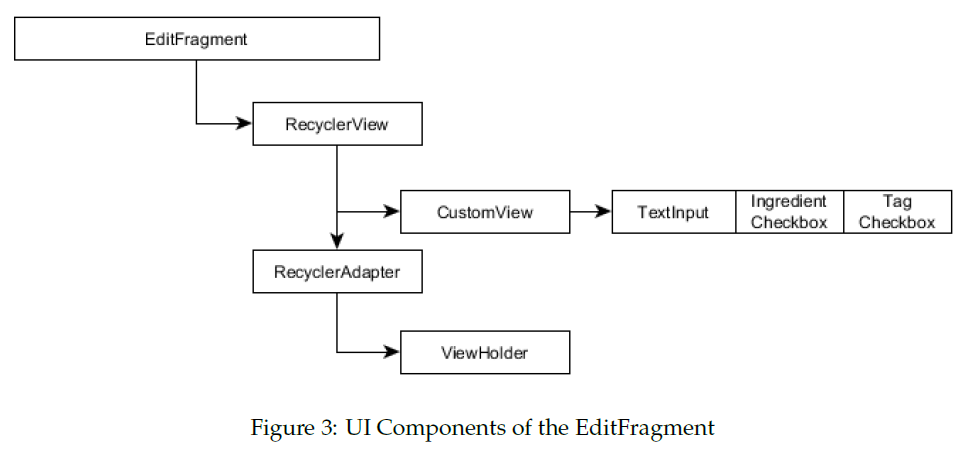 EditFragment
RecyclerView
CustomView
TextInput
Ingredient
Checkbox
Tag
Checkbox
RecyclerAdapter
ViewHolder
Figure 3: UI Components of the EditFragment